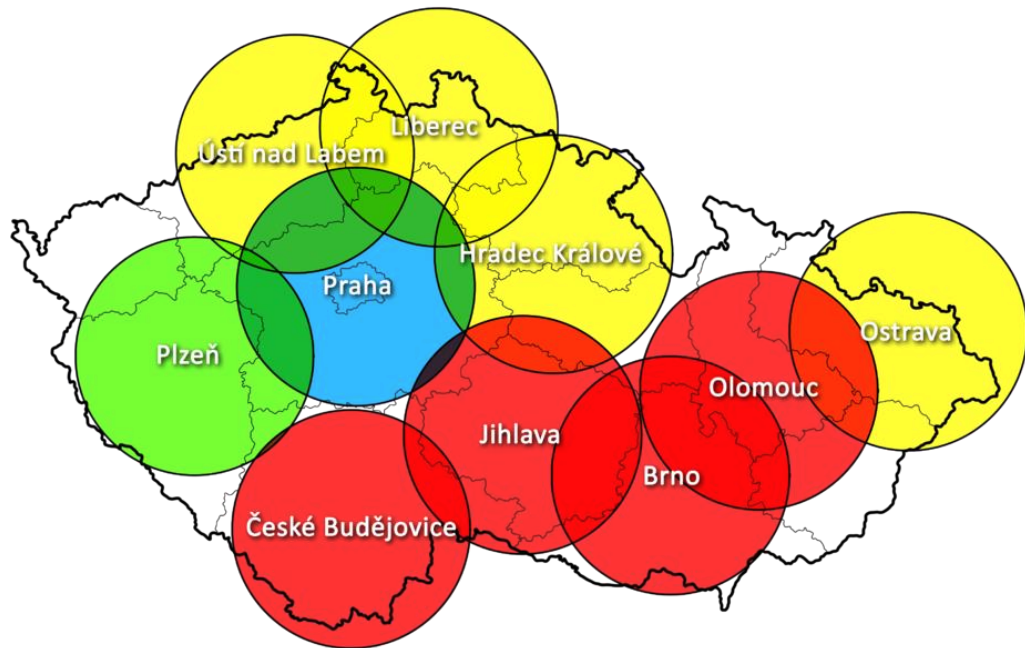 Liberec
Ústí nad Labem
Hradec Králové
Praha
Ostrava
Plzeň
Olomouc
Jihlava
Brno
České Budějovice